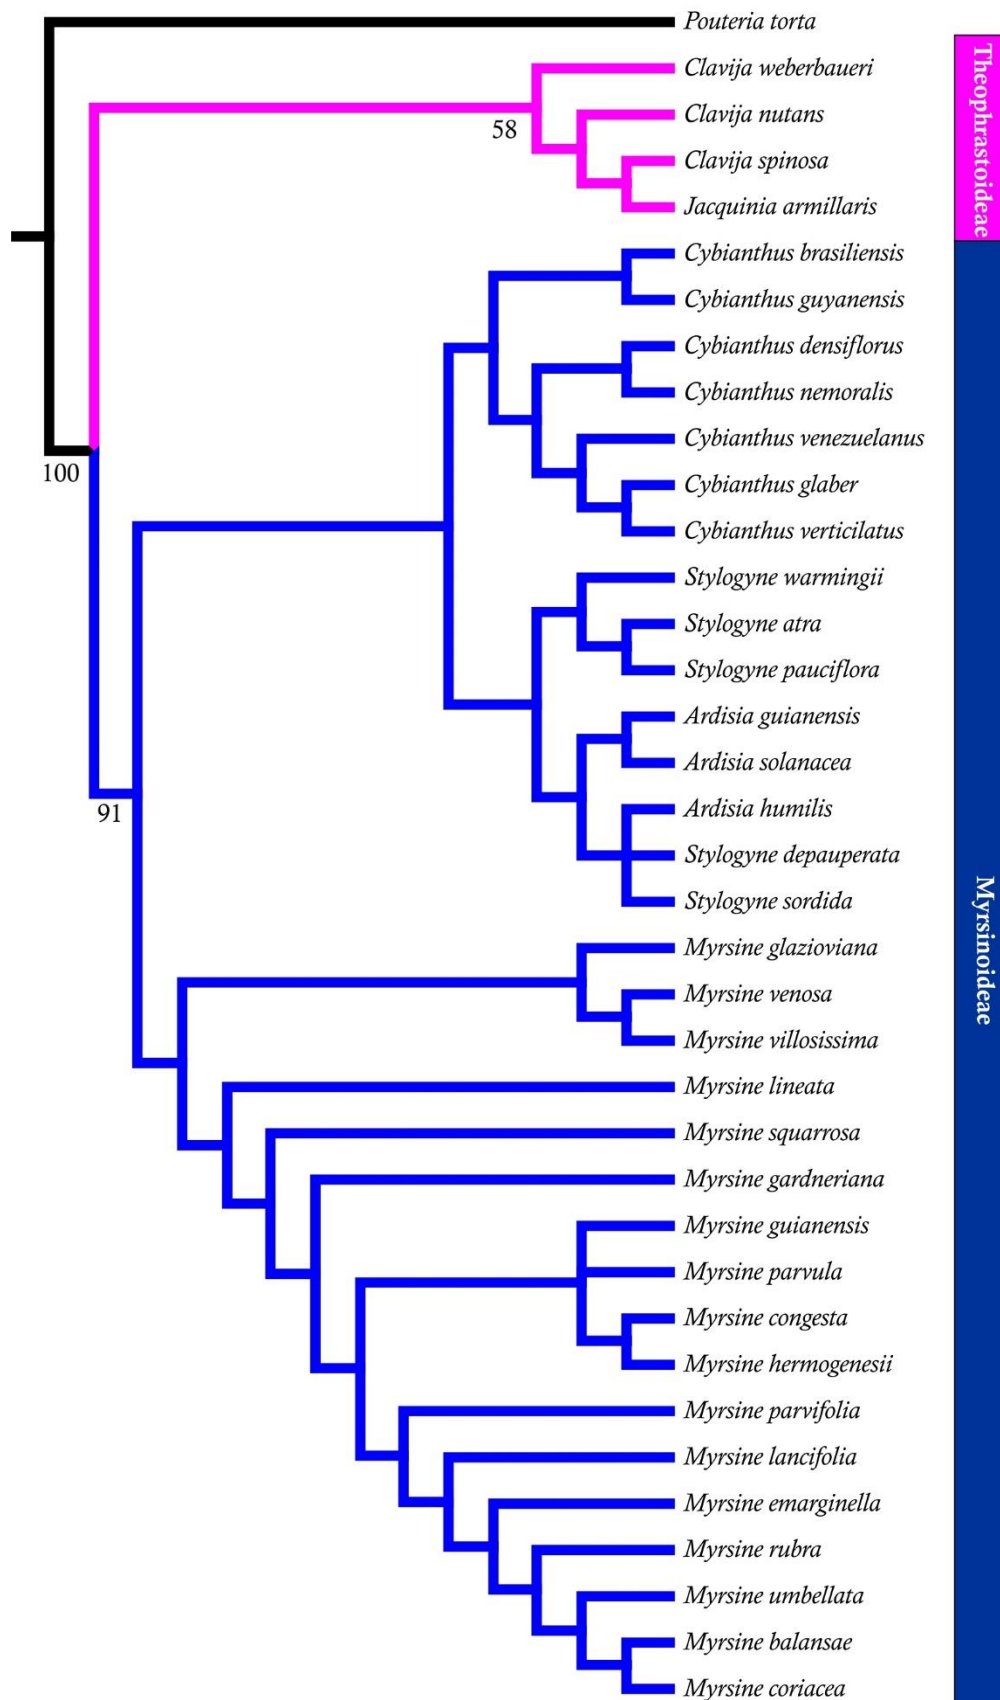 Pouteria torta
Clavija weberbaueri
Clavija nutans
58
Clavija spinosa
Jacquinia armillaris
Theophrastoideae
Cybianthus brasiliensis
Cybianthus guyanensis
Cybianthus densiflorus
Cybianthus nemoralis
Cybianthus venezuelanus
100
Cybianthus glaber
Cybianthus verticilatus
Stylogyne warmingii
Stylogyne atra
Stylogyne pauciflora
Ardisia guianensis
Ardisia solanacea
Ardisia humilis
91
Stylogyne depauperata
Stylogyne sordida
Myrsinoideae
Myrsine glazioviana
Myrsine venosa
Myrsine villosissima
Myrsine lineata
Myrsine squarrosa
Myrsine gardneriana
Myrsine guianensis
Myrsine parvula
Myrsine congesta
Myrsine hermogenesii
Myrsine parvifolia
Myrsine lancifolia
Myrsine emarginella
Myrsine rubra
Myrsine umbellata
Myrsine balansae
Myrsine coriacea